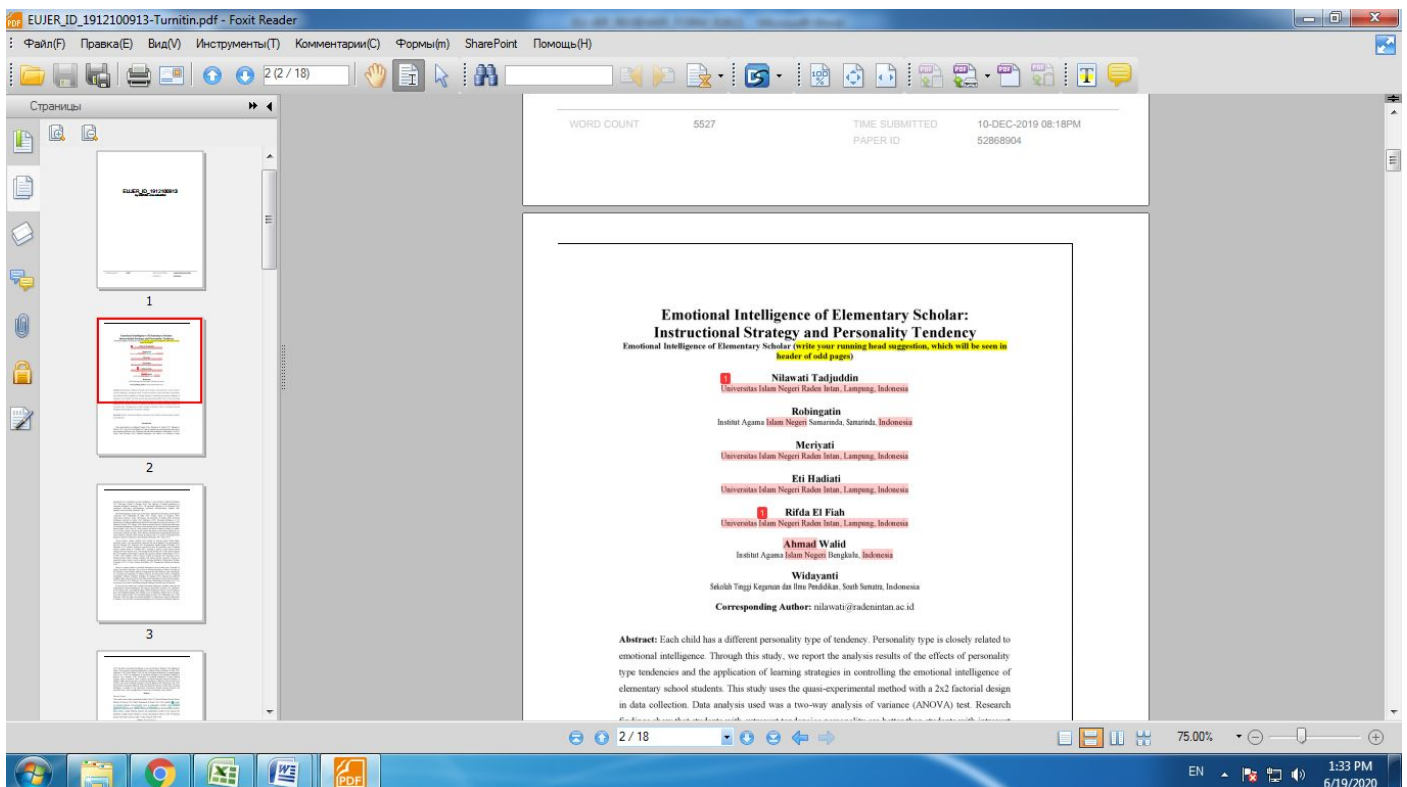 EUJER_ID_1912100913-Turnitin.pdf - Foxit Reader
Файл(F) Правка(E) Вид(V) Инструменты(T) Комментарии(C) Формы(m) SharePoint Помощь(H)
2 (2 / 18)
Страницы
EUJER_ID_1912100913
1
2
3
WORD COUNT 5527 TIME SUBMITTED 10-DEC-2019 08:18PM
PAPER ID 52868904
Emotional Intelligence of Elementary Scholar:
Instructional Strategy and Personality Tendency
Emotional Intelligence of Elementary Scholar (write your running head suggestion, which will be seen in
header of odd pages)
1 Nilawati Tadjuddin
Universitas Islam Negeri Raden Intan, Lampung, Indonesia
Robingatin
Institut Agama Islam Negeri Samarinda, Samarinda, Indonesia
Meriyati
Universitas Islam Negeri Raden Intan, Lampung, Indonesia
Eti Hadiati
Universitas Islam Negeri Raden Intan, Lampung, Indonesia
1 Rifda El Fiah
Universitas Islam Negeri Raden Intan, Lampung, Indonesia
Ahmad Walid
Institut Agama Islam Negeri Bengkulu, Indonesia
Widayanti
Sekolah Tinggi Keguruan dan Ilmu Pendidikan, South Sumatra, Indonesia
Corresponding Author: nilawati@radenintan.ac.id
Abstract: Each child has a different personality type of tendency. Personality type is closely related to
emotional intelligence. Through this study, we report the analysis results of the effects of personality
type tendencies and the application of learning strategies in controlling the emotional intelligence of
elementary school students. This study uses the quasi-experimental method with a 2x2 factorial design
in data collection. Data analysis used was a two-way analysis of variance (ANOVA) test. Research
2 / 18
75.00%
EN
1:33 PM
6/19/2020